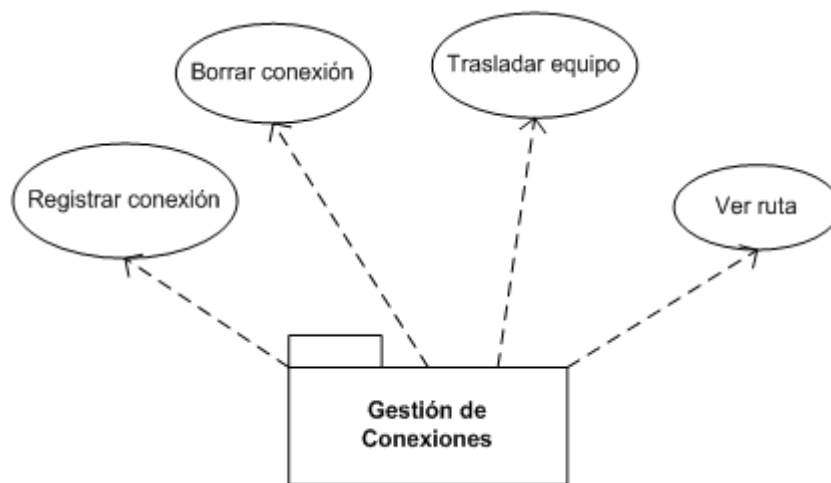 Borrar conexión
Trasladar equipo
Registrar conexión
Ver ruta
Gestión de
Conexiones